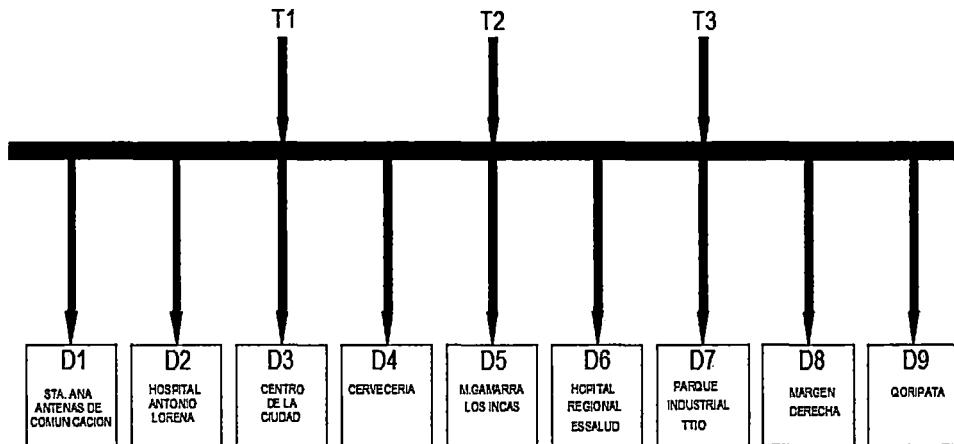 T1 T2 T3
D1 D2 D3 D4 D5 D6 D7 D8 D9
STA. ANA
ANTENAS DE
COMUNICACION
HOSPITAL
ANTONIO
LORENA
CENTRO
DE LA
CIUDAD
CERVECERIA
M.GAMARRA
LOS INCAS
HOPITAL
REGIONAL
ESSALUD
PARQUE
INDUSTRIAL
TTIO
MARGEN
DERECHA
QORIPATA